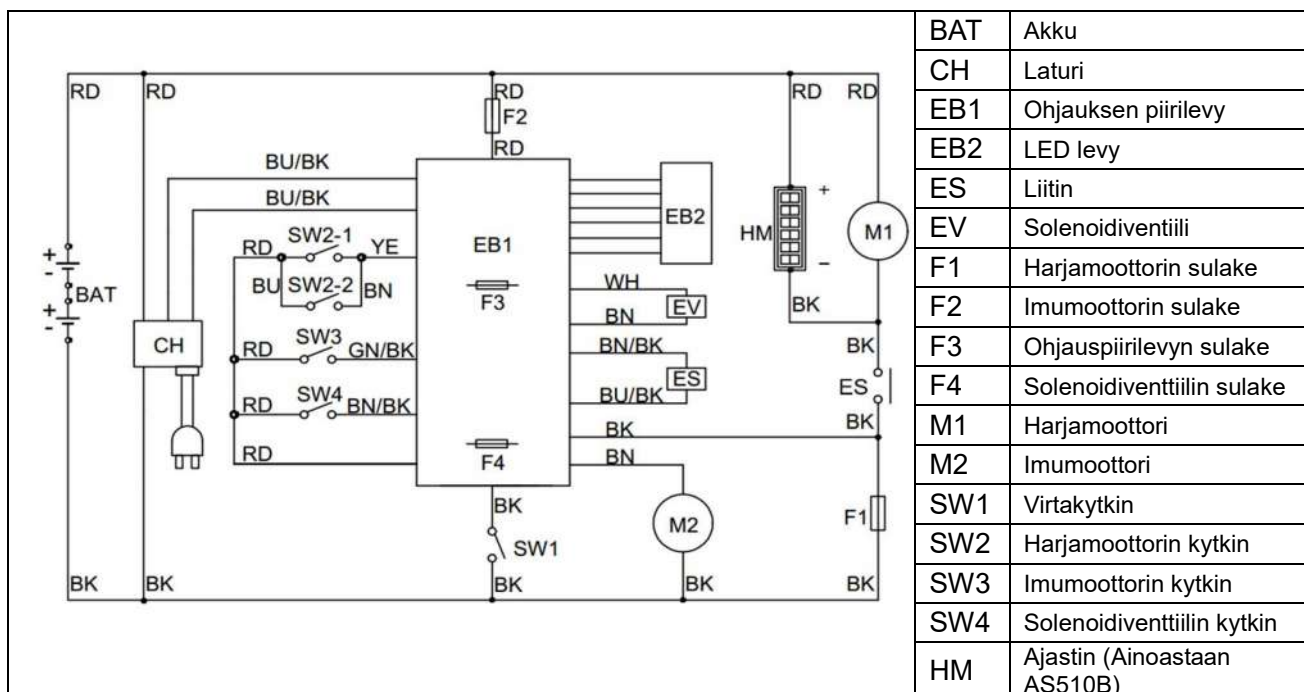 RD
RD
RD
F2
RD
RD
RD
BU/BK
BU/BK
SW2-1
RD
YE
BU
SW2-2
BN
EB1
F3
EB2
HM
+
−
M1
+
-
+
-
BAT
CH
WH
EV
BN
BK
SW3
RD
GN/BK
BN/BK
ES
BU/BK
BK
ES
BK
SW4
RD
BN/BK
RD
F4
BK
BN
BK
SW1
M2
F1
BK
BK
BK
BK
BK
BAT Akku
CH Laturi
EB1 Ohjauksen piirilevy
EB2 LED levy
ES Liitin
EV Solenoidiventiili
F1 Harjamoottorin sulake
F2 Imumoottorin sulake
F3 Ohjauspiirilevyn sulake
F4 Solenoidiventtiilin sulake
M1 Harjamoottori
M2 Imumoottori
SW1 Virtakytkin
SW2 Harjamoottorin kytkin
SW3 Imumoottorin kytkin
SW4 Solenoidiventtiilin kytkin
HM Ajastin (Ainoastaan
AS510B)